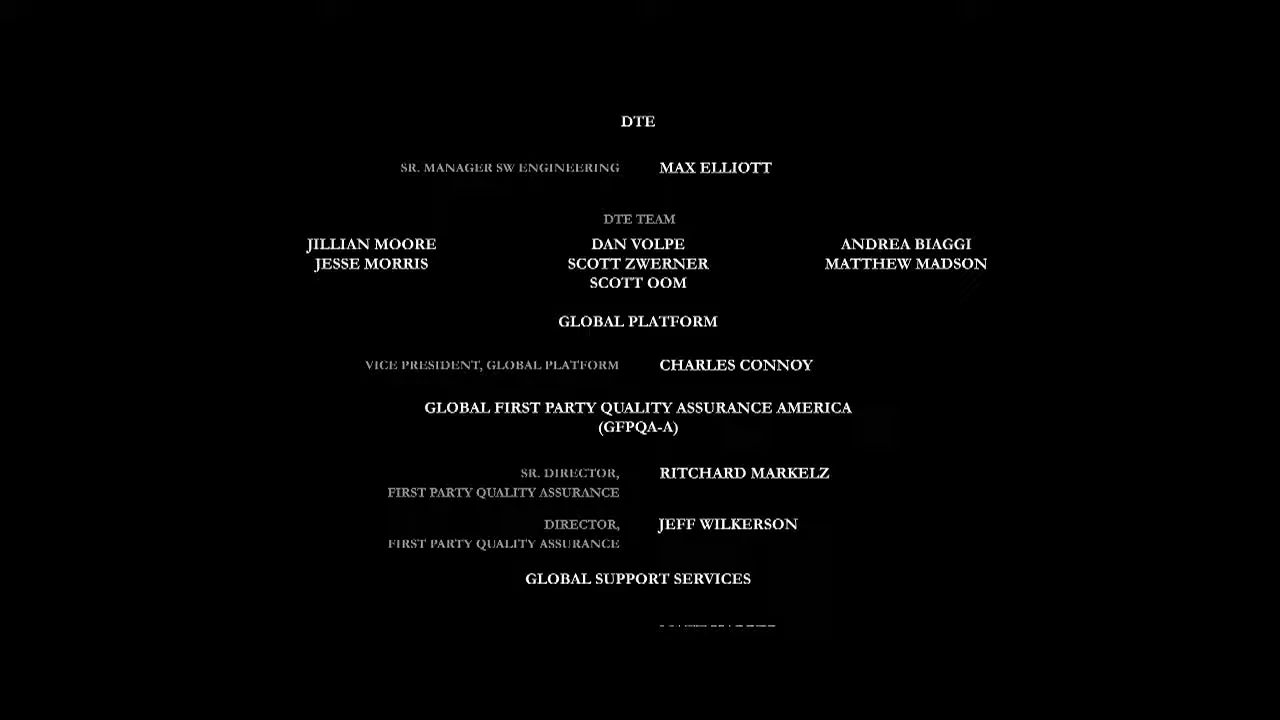 DTE
SR. MANAGER SW ENGINEERING MAX ELLIOTT
DTE TEAM
JILLIAN MOORE DAN VOLPE ANDREA BIAGGI
JESSE MORRIS SCOTT ZWERNER MATTHEW MADSON
SCOTT OOM
GLOBAL PLATFORM
VICE PRESIDENT, GLOBAL PLATFORM CHARLES CONNOY
GLOBAL FIRST PARTY QUALITY ASSURANCE AMERICA
(GFPQA-A)
SR. DIRECTOR, RITCHARD MARKELZ
FIRST PARTY QUALITY ASSURANCE
DIRECTOR, JEFF WILKERSON
FIRST PARTY QUALITY ASSURANCE
GLOBAL SUPPORT SERVICES